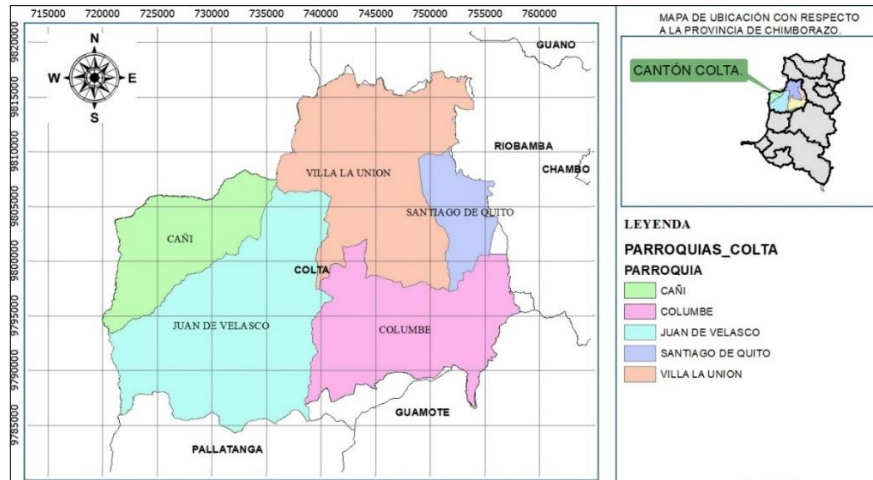 715000 720000 725000 730000 735000 740000 745000 750000 755000 760000
9820000
9815000
9810000
9805000
9800000
9795000
9790000
9785000
N
W E
S
GUANO
RIOBAMBA
CHAMBO
VILLA LA UNION
SANTIAGO DE QUITO
CAÑI
COLTA
JUAN DE VELASCO
COLUMBE
GUAMOTE
PALLATANGA
MAPA DE UBICACIÓN CON RESPECTO
A LA PROVINCIA DE CHIMBORAZO.
CANTÓN COLTA.
LEYENDA
PARROQUIAS_COLTA
PARROQUIA
CAÑI
COLUMBE
JUAN DE VELASCO
SANTIAGO DE QUITO
VILLA LA UNION